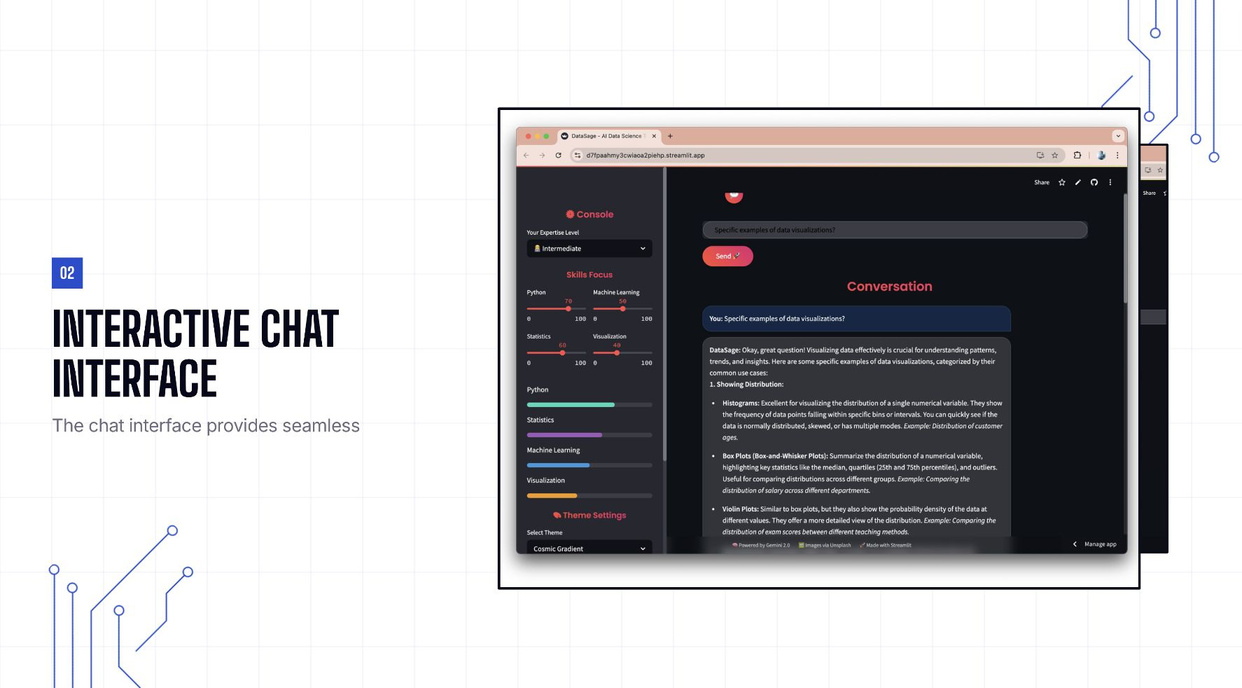 02
INTERACTIVE CHAT
INTERFACE
The chat interface provides seamless
DataSage - AI Data Science
d7fpaahmy3cwiaoa2piehp.streamlit.app
Share
Console
Your Expertise Level
Intermediate
Skills Focus
Python
Machine Learning
70
50
0
100
0
100
Statistics
Visualization
60
40
0
100
0
100
Python
Statistics
Machine Learning
Visualization
Theme Settings
Select Theme
Cosmic Gradient
Specific examples of data visualizations?
Send
Conversation
You: Specific examples of data visualizations?
DataSage: Okay, great question! Visualizing data effectively is crucial for understanding patterns,
trends, and insights. Here are some specific examples of data visualizations, categorized by their
common use cases:
1. Showing Distribution:
• Histograms: Excellent for visualizing the distribution of a single numerical variable. They show
the frequency of data points falling within specific bins or intervals. You can quickly see if the
data is normally distributed, skewed, or has multiple modes. Example: Distribution of customer
ages.
• Box Plots (Box-and-Whisker Plots): Summarize the distribution of a numerical variable,
highlighting key statistics like the median, quartiles (25th and 75th percentiles), and outliers.
Useful for comparing distributions across different groups. Example: Comparing the
distribution of salary across different departments.
• Violin Plots: Similar to box plots, but they also show the probability density of the data at
different values. They offer a more detailed view of the distribution. Example: Comparing the
distribution of exam scores between different teaching methods.
Powered by Gemini 2.0
Images via Unsplash
Made with Streamlit
Manage app
Share